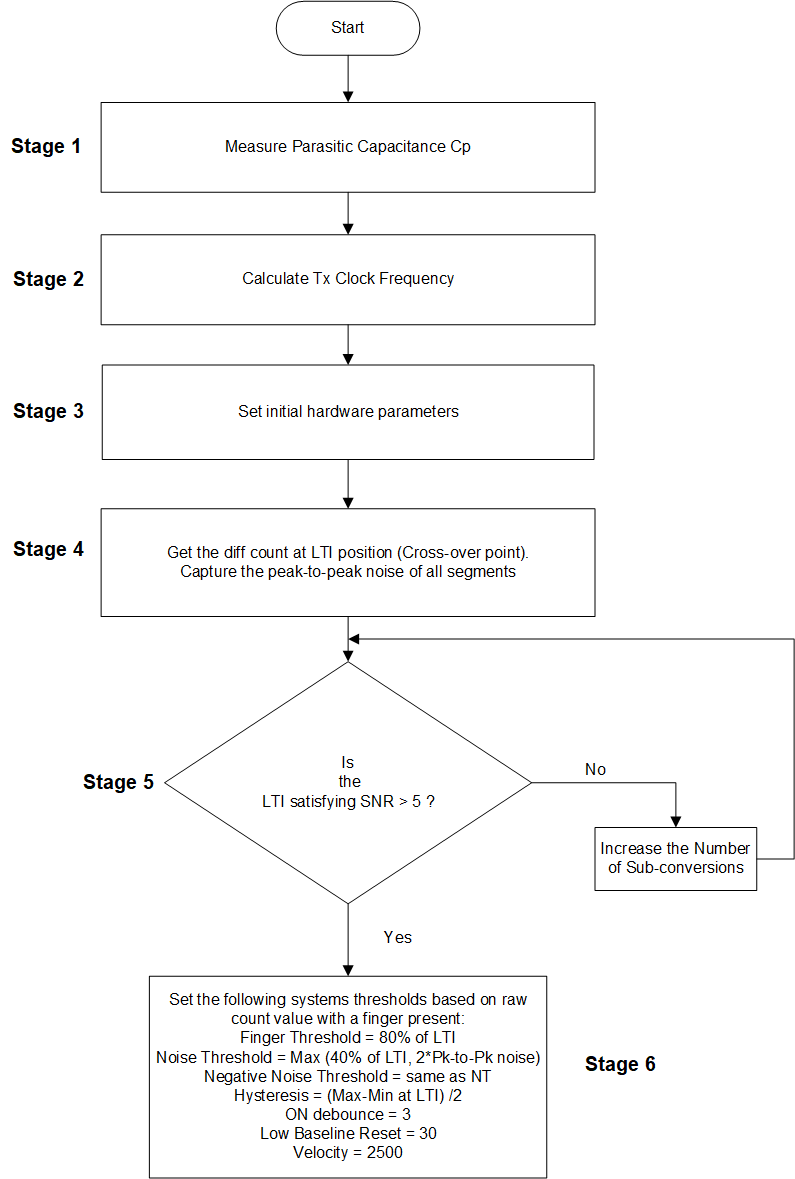 Start
Stage 1
Measure Parasitic Capacitance Cp
Stage 2
Calculate Tx Clock Frequency
Stage 3
Set initial hardware parameters
Stage 4
Get the diff count at LTI position (Cross-over point).
Capture the peak-to-peak noise of all segments
Stage 5
Is
the
LTI satisfying SNR > 5 ?
No
Increase the Number
of Sub-conversions
Yes
Set the following systems thresholds based on raw
count value with a finger present:
Finger Threshold = 80% of LTI
Noise Threshold = Max (40% of LTI, 2*Pk-to-Pk noise)
Negative Noise Threshold = same as NT
Hysteresis = (Max-Min at LTI) /2
ON debounce = 3
Low Baseline Reset = 30
Velocity = 2500
Stage 6